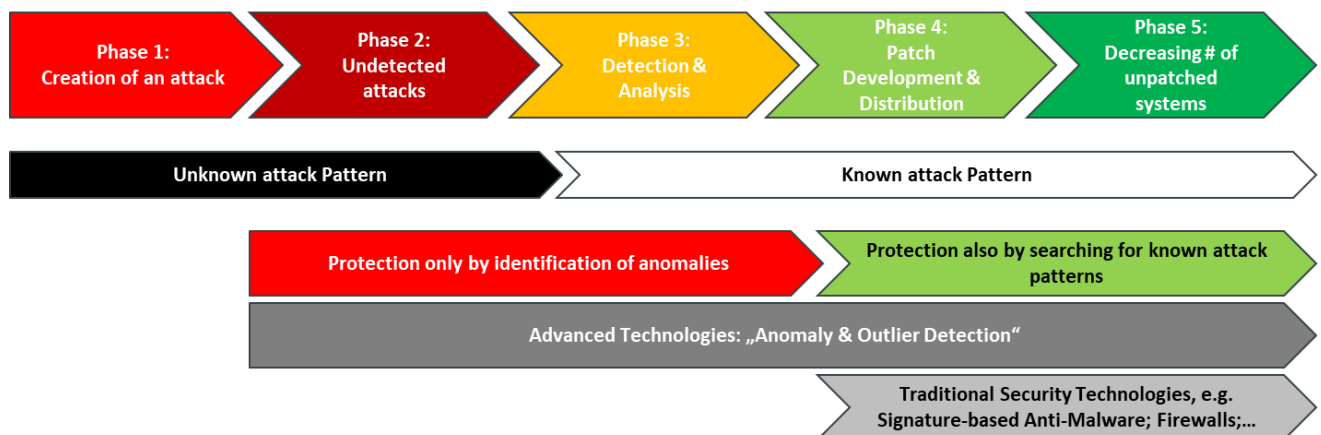 Phase 1:
Creation of an attack
Phase 2:
Undetected
attacks
Phase 3:
Detection &
Analysis
Phase 4:
Patch
Development &
Distribution
Phase 5:
Decreasing # of
unpatched
systems
Unknown attack Pattern
Known attack Pattern
Protection only by identification of anomalies
Protection also by searching for known attack
patterns
Advanced Technologies: „Anomaly & Outlier Detection“
Traditional Security Technologies, e.g.
Signature-based Anti-Malware; Firewalls;…